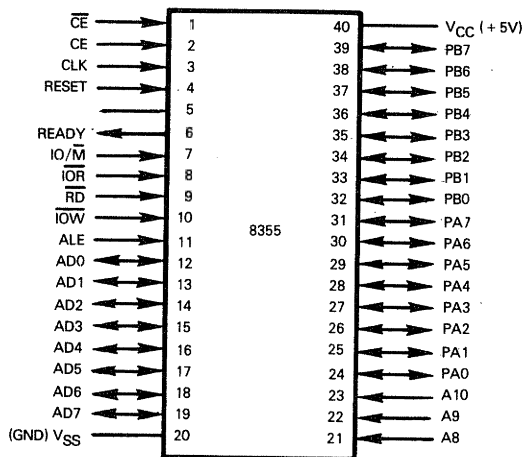 C̅E̅ 1 40 VCC (+5V)
CE 2 39 PB7
CLK 3 38 PB6
RESET 4 37 PB5
5 36 PB4
READY 6 35 PB3
IO/M̅ 7 34 PB2
I̅O̅R̅ 8 33 PB1
R̅D̅ 9 32 PB0
I̅O̅W̅ 10 31 PA7
ALE 11 8355 30 PA6
AD0 12 29 PA5
AD1 13 28 PA4
AD2 14 27 PA3
AD3 15 26 PA2
AD4 16 25 PA1
AD5 17 24 PA0
AD6 18 23 A10
AD7 19 22 A9
(GND) VSS 20 21 A8